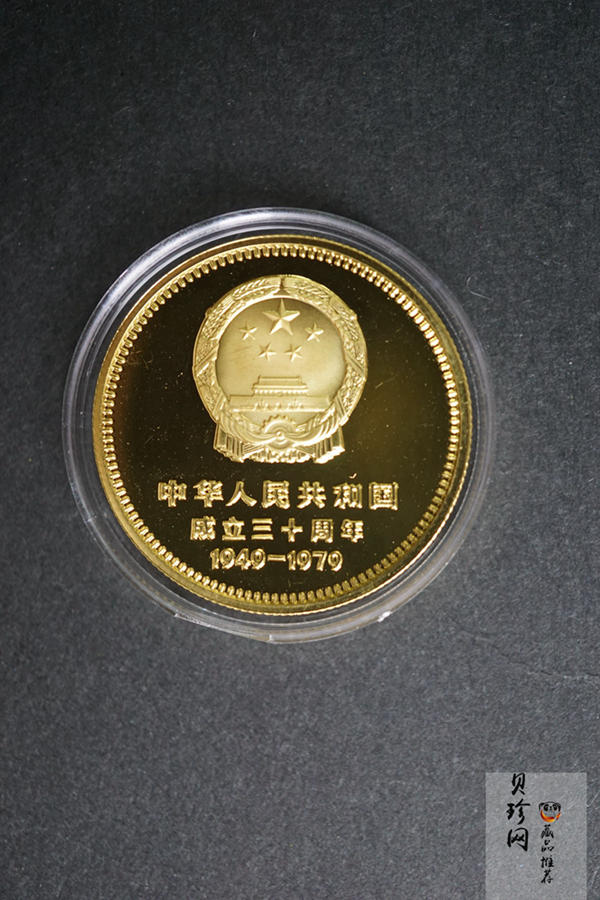 中华人民共和国
成立三十周年
1949-1979
贝珍网
藏品推荐